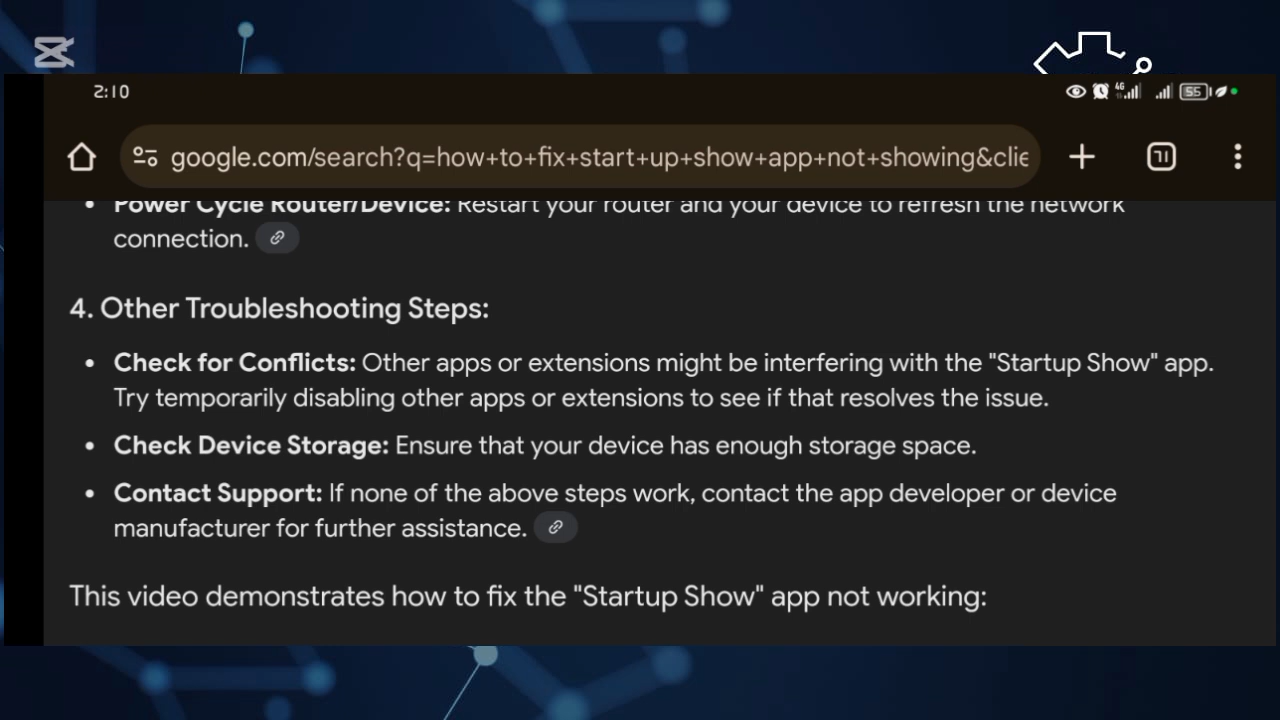 2:10
4G
55
google.com/search?q=how+to+fix+start+up+show+app+not+showing&clie
• Power Cycle Router/Device: Restart your router and your device to refresh the network
connection.
4. Other Troubleshooting Steps:
• Check for Conflicts: Other apps or extensions might be interfering with the "Startup Show" app.
Try temporarily disabling other apps or extensions to see if that resolves the issue.
• Check Device Storage: Ensure that your device has enough storage space.
• Contact Support: If none of the above steps work, contact the app developer or device
manufacturer for further assistance.
This video demonstrates how to fix the "Startup Show" app not working: